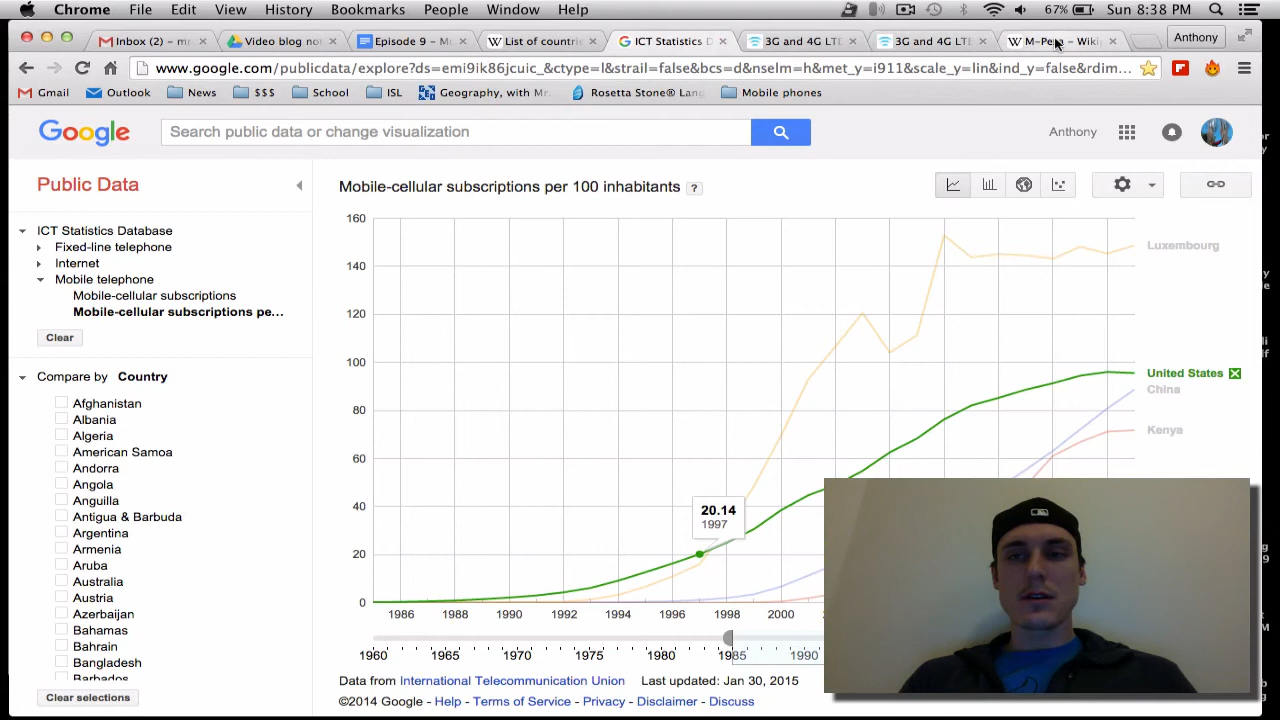 Chrome File Edit View History Bookmarks People Window Help 67% Sun 8:38 PM
Inbox (2) – m
Video blog no
Episode 9 – M
List of countrie
ICT Statistics D
3G and 4G LT
3G and 4G LT
M-Pesa – Wiki
Anthony
www.google.com/publicdata/explore?ds=emi9ik86jcuic_&ctype=l&strail=false&bcs=d&nselm=h&met_y=i911&scale_y=lin&ind_y=false&rdim...
Gmail Outlook News $$$ School ISL Geography, with Mr. Rosetta Stone® Lang Mobile phones
Google
Search public data or change visualization
Anthony
Public Data
ICT Statistics Database
Fixed-line telephone
Internet
Mobile telephone
Mobile-cellular subscriptions
Mobile-cellular subscriptions pe...
Clear
Compare by Country
Afghanistan
Albania
Algeria
American Samoa
Andorra
Angola
Anguilla
Antigua & Barbuda
Argentina
Armenia
Aruba
Australia
Austria
Azerbaijan
Bahamas
Bahrain
Bangladesh
Barbados
Clear selections
Mobile-cellular subscriptions per 100 inhabitants ?
160
140
120
100
80
60
40
20
0
Luxembourg
United States
China
Kenya
20.14
1997
1986 1988 1990 1992 1994 1996 1998 2000
1960 1965 1970 1975 1980 1985 1990
Data from International Telecommunication Union Last updated: Jan 30, 2015
©2014 Google - Help - Terms of Service - Privacy - Disclaimer - Discuss